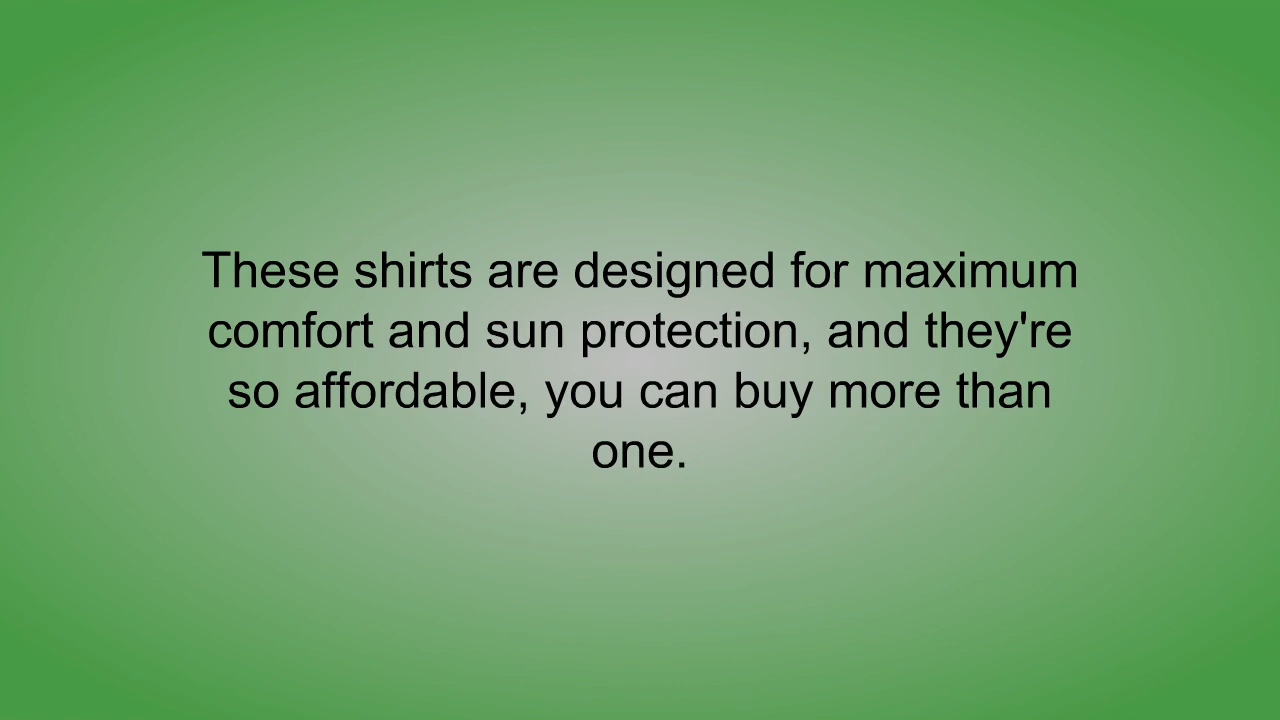 These shirts are designed for maximum
comfort and sun protection, and they're
so affordable, you can buy more than
one.